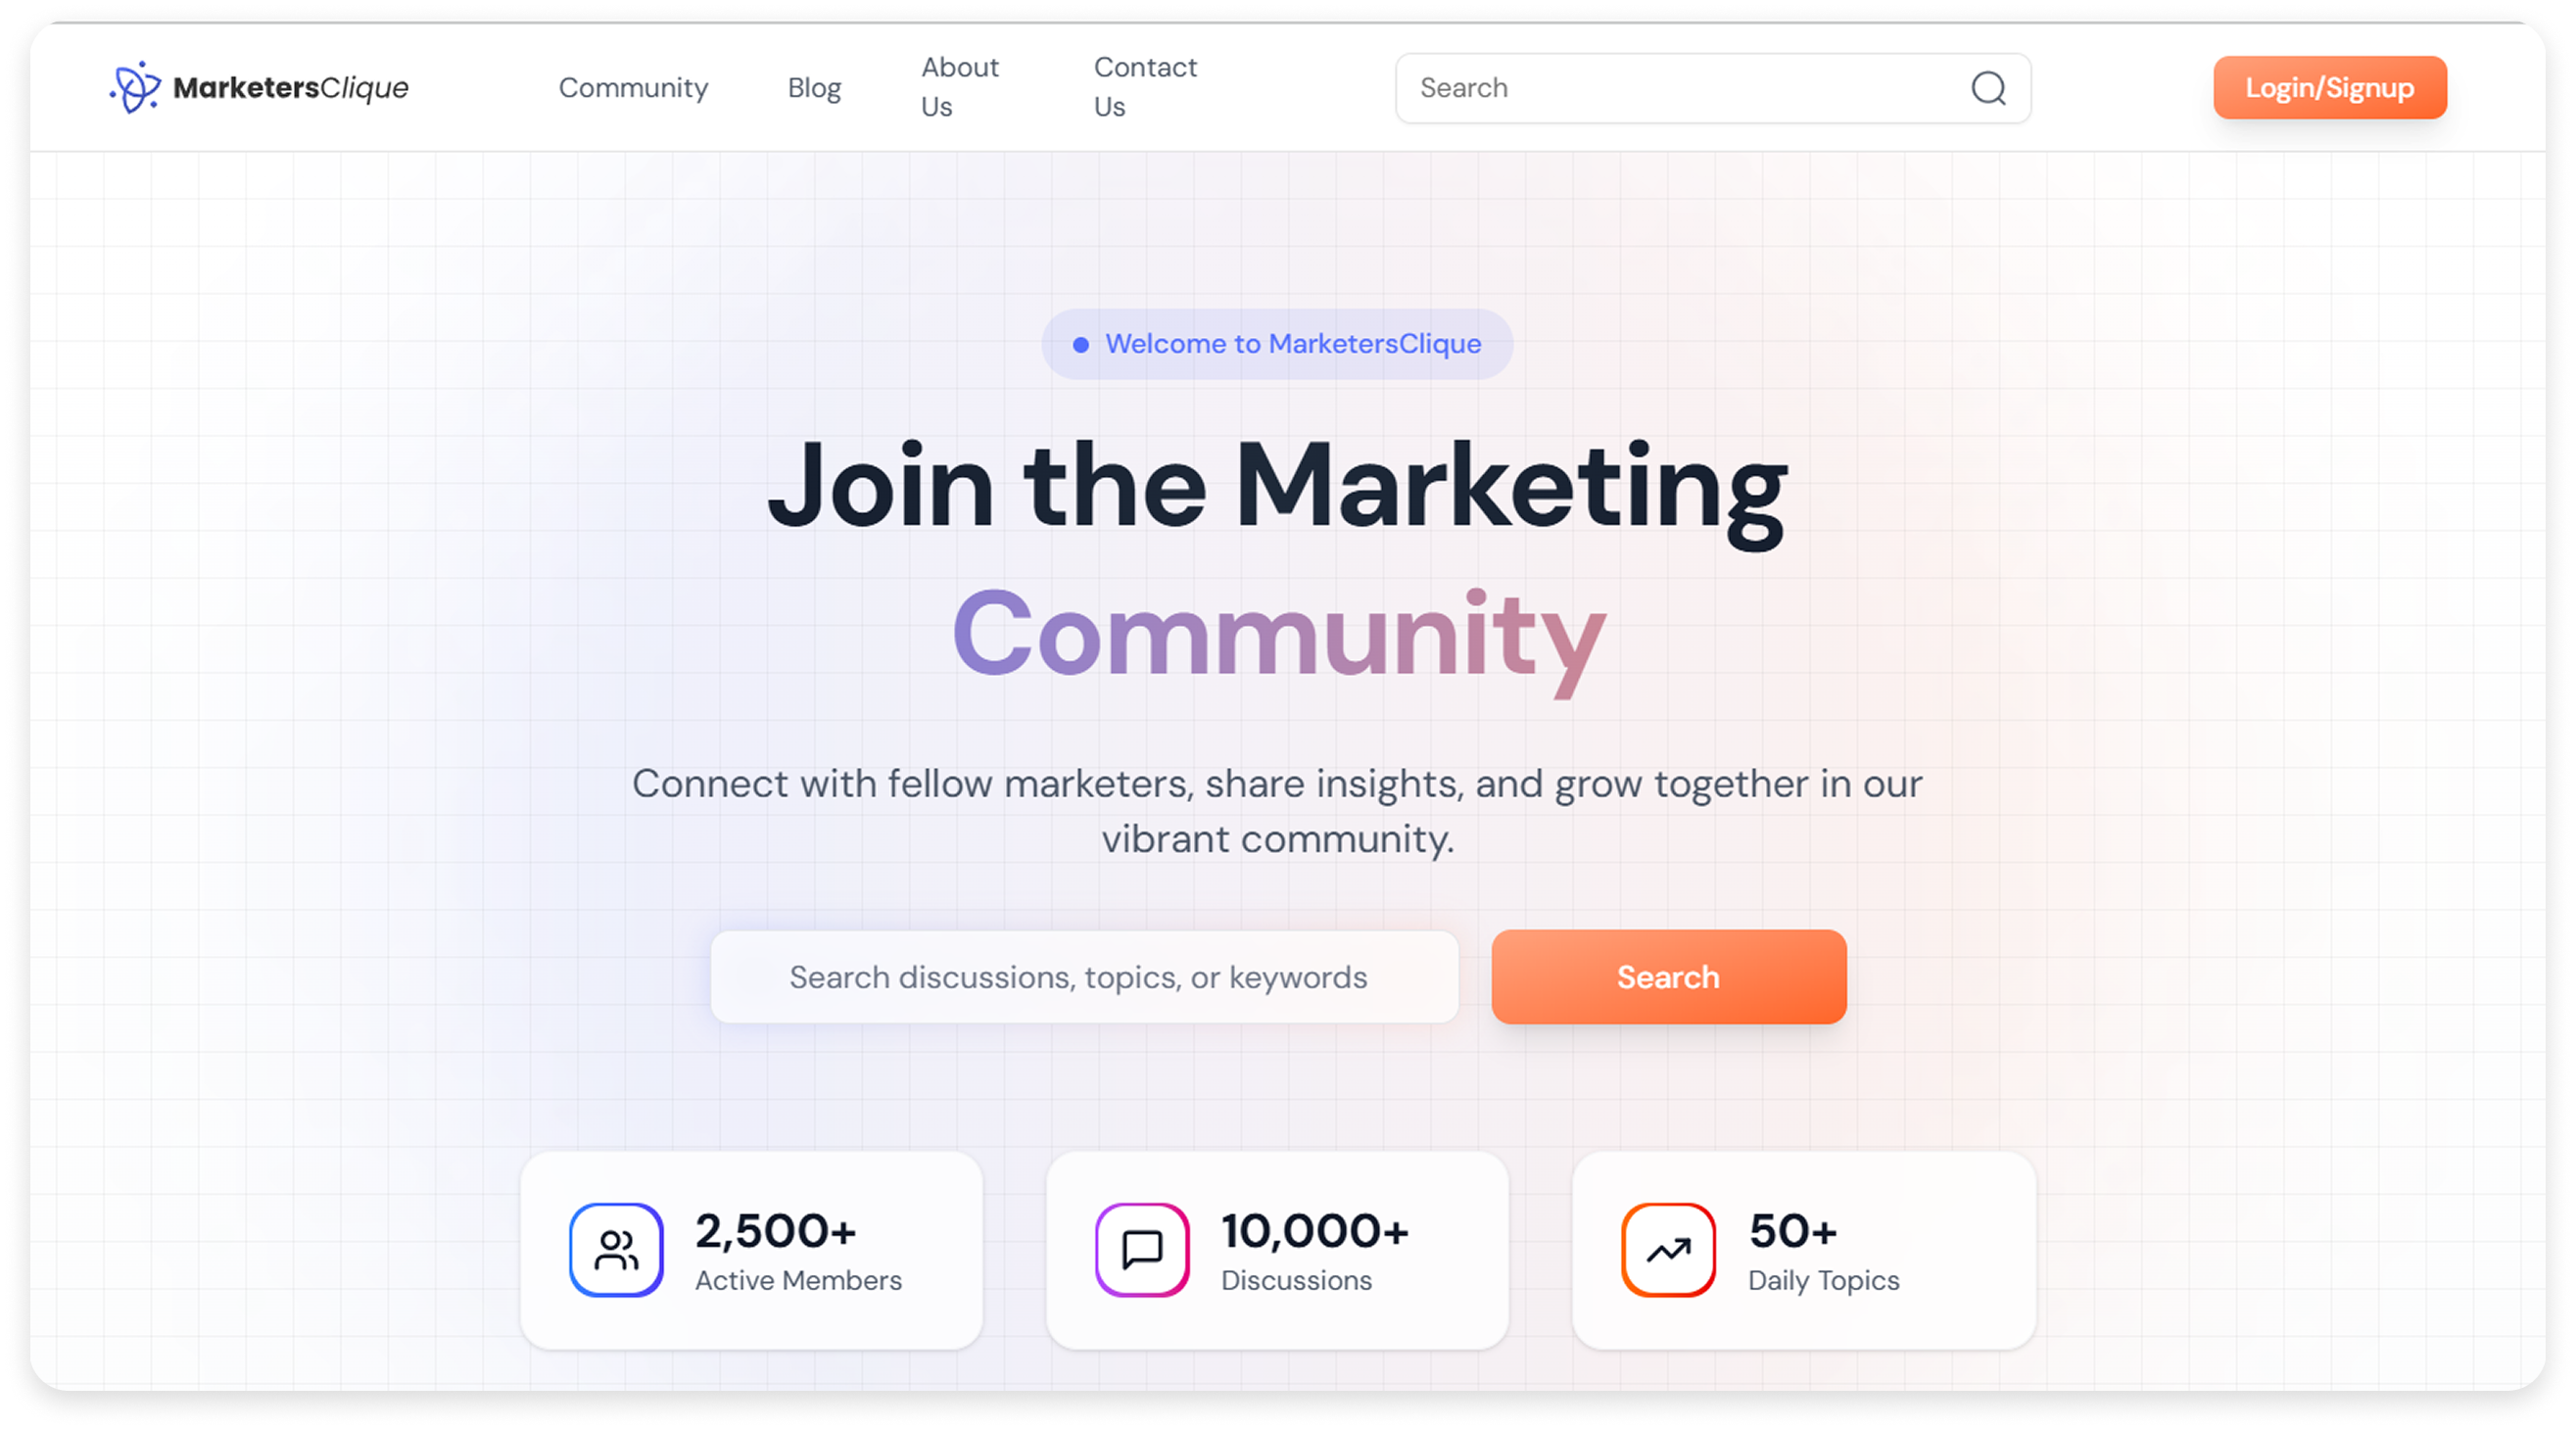 MarketersClique
Community
Blog
About
Us
Contact
Us
Search
Login/Signup
Welcome to MarketersClique
Join the Marketing
Community
Connect with fellow marketers, share insights, and grow together in our
vibrant community.
Search discussions, topics, or keywords
Search
2,500+
Active Members
10,000+
Discussions
50+
Daily Topics